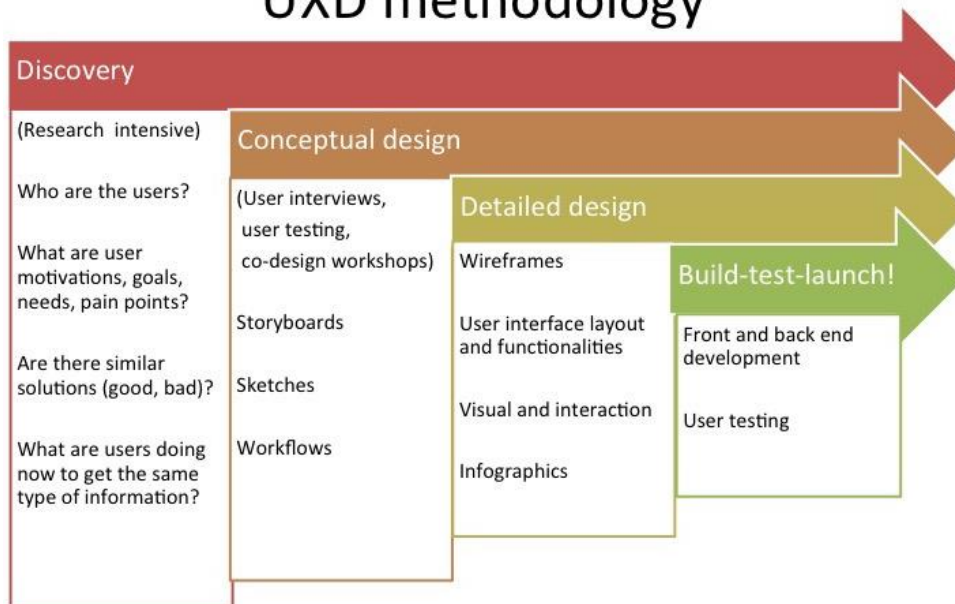 UXD methodology
Discovery
(Research intensive)
Who are the users?
What are user
motivations, goals,
needs, pain points?
Are there similar
solutions (good, bad)?
What are users doing
now to get the same
type of information?
Conceptual design
(User interviews,
user testing,
co-design workshops)
Storyboards
Sketches
Workflows
Detailed design
Wireframes
User interface layout
and functionalities
Visual and interaction
Infographics
Build-test-launch!
Front and back end
development
User testing